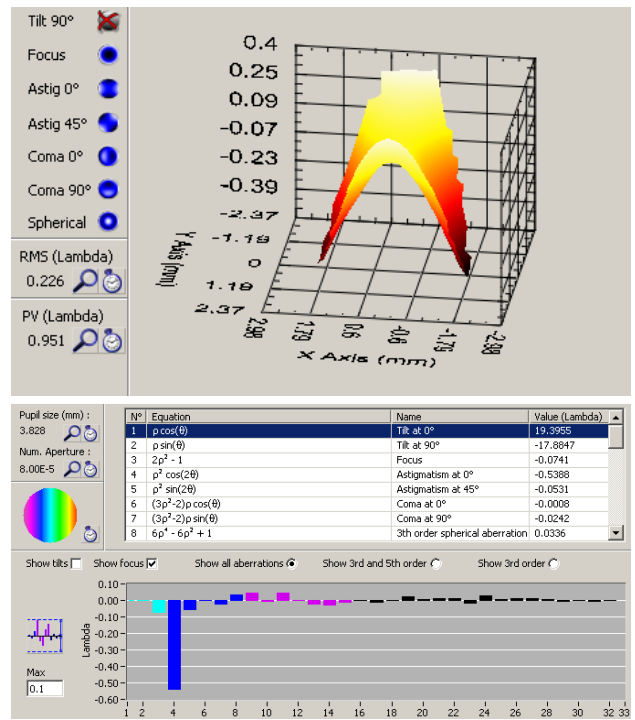 Tilt 90°
Focus
Astig 0°
Astig 45°
Coma 0°
Coma 90°
Spherical
RMS (Lambda)
0.226
PV (Lambda)
0.951
0.4
0.25
0.09
-0.07
-0.23
-0.39
-2.37
-1.19
0
1.19
2.37
Y Axis (mm)
2.98
1.79
0.6
-0.6
-1.79
-2.98
X Axis (mm)
Pupil size (mm) :
3.828
Num. Aperture :
8.00E-5
N° Equation Name Value (Lambda)
1 ρ cos(θ) Tilt at 0° 19.3955
2 ρ sin(θ) Tilt at 90° -17.8847
3 2ρ² - 1 Focus -0.0741
4 ρ² cos(2θ) Astigmatism at 0° -0.5388
5 ρ² sin(2θ) Astigmatism at 45° -0.0531
6 (3ρ²-2)ρ cos(θ) Coma at 0° -0.0008
7 (3ρ²-2)ρ sin(θ) Coma at 90° -0.0242
8 6ρ⁴ - 6ρ² + 1 3th order spherical aberration 0.0336
Show tilts Show focus Show all aberrations Show 3rd and 5th order Show 3rd order
0.10
0.00
-0.10
-0.20
-0.30
-0.40
-0.50
-0.60
Lambda
Max
0.1
1 2 4 6 8 10 12 14 16 18 20 22 24 26 28 30 32 33